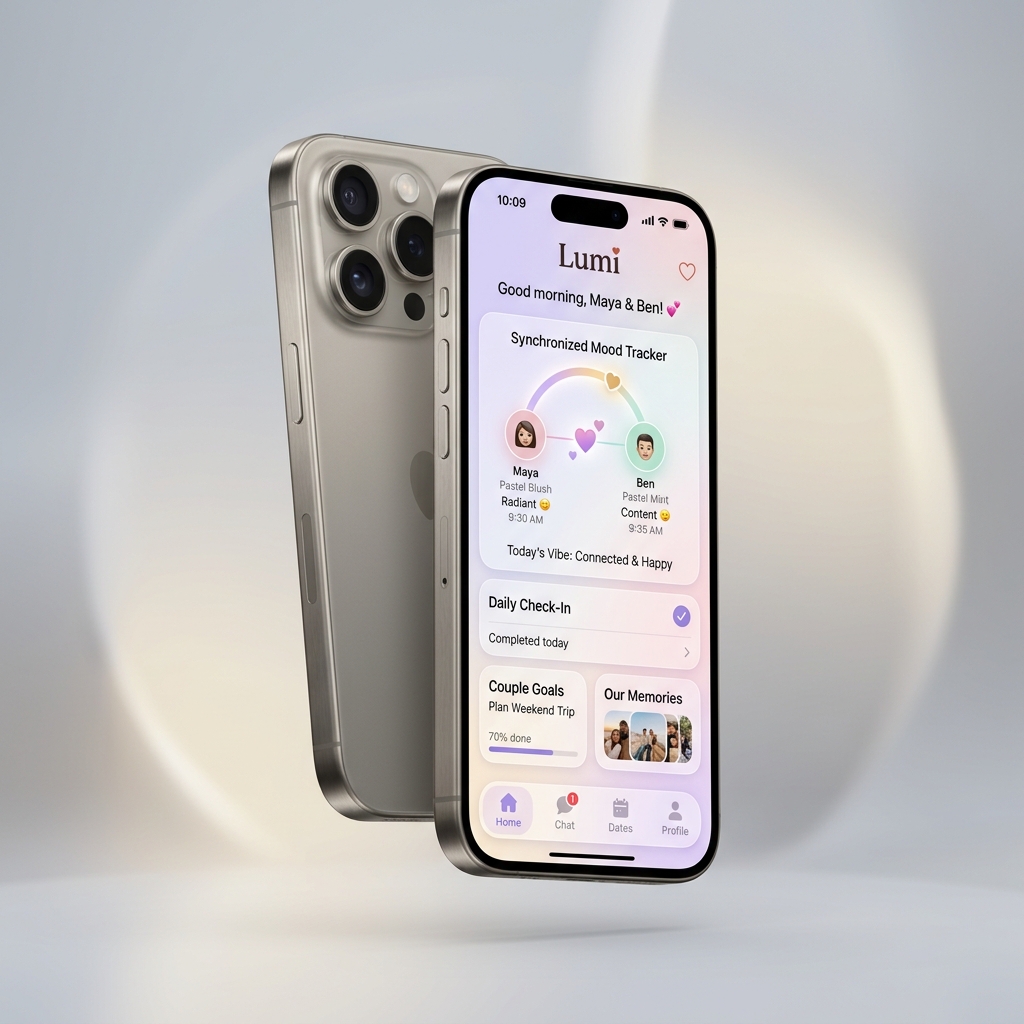 10:09
Lumi
Good morning, Maya & Ben! 💕
Synchronized Mood Tracker
Maya
Pastel Blush
Radiant 😊
9:30 AM
Ben
Pastel Mint
Content 🙂
9:35 AM
Today's Vibe: Connected & Happy
Daily Check-In
Completed today
Couple Goals
Plan Weekend Trip
70% done
Our Memories
1
Home
Chat
Dates
Profile